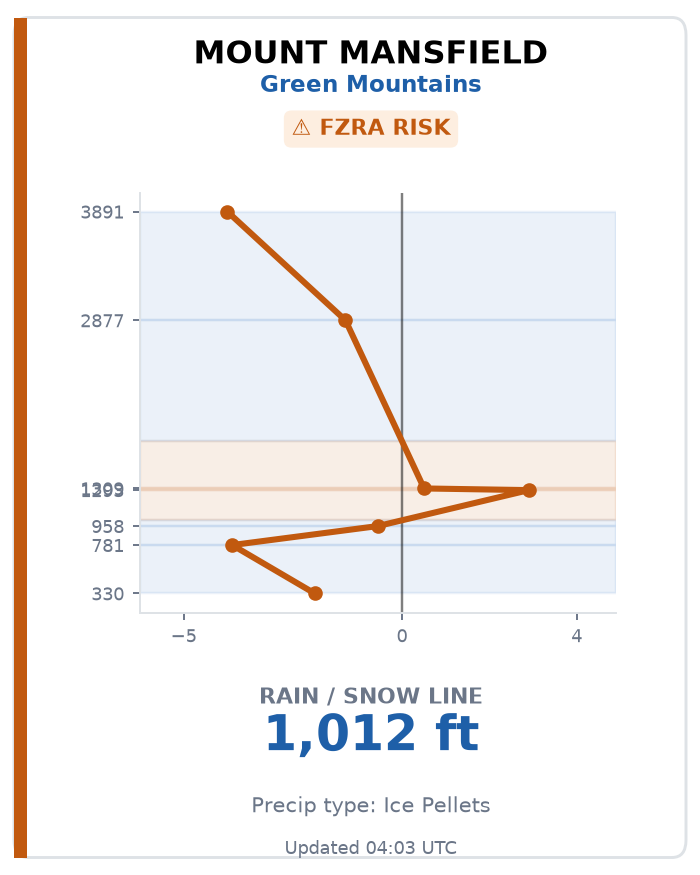 MOUNT MANSFIELD
Green Mountains
⚠ FZRA RISK
3891
2877
958
781
330
−5 0 4
RAIN / SNOW LINE
1,012 ft
Precip type: Ice Pellets
Updated 04:03 UTC